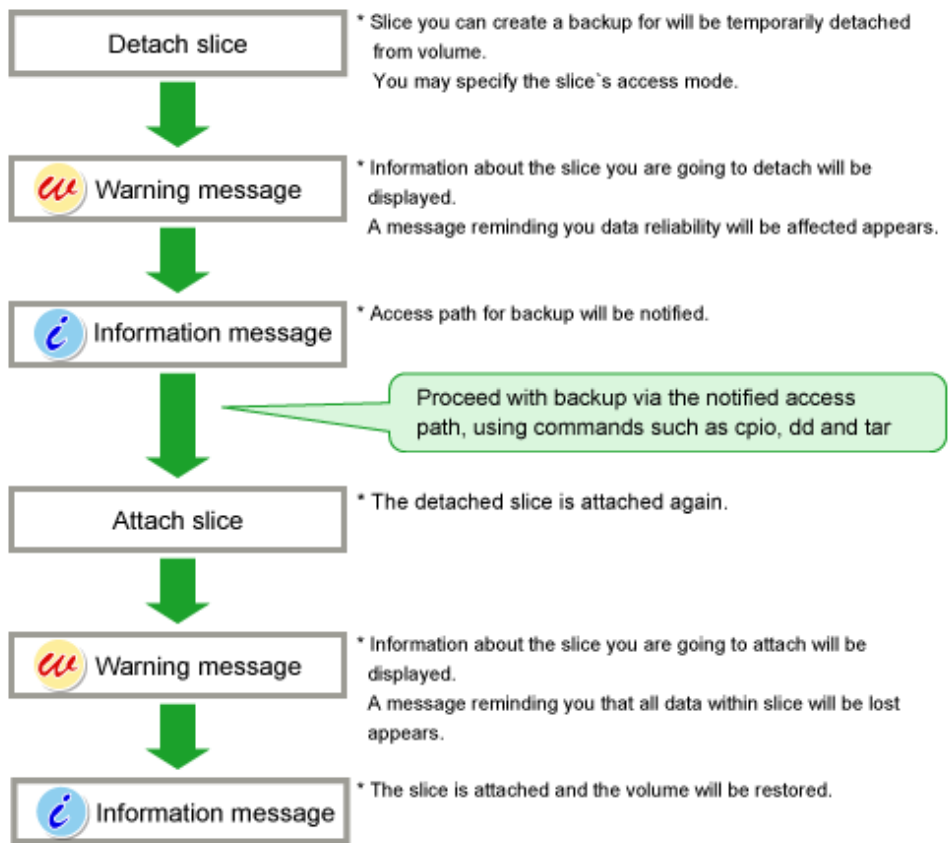 Detach slice
* Slice you can create a backup for will be temporarily detached
from volume.
You may specify the slice`s access mode.
w Warning message
* Information about the slice you are going to detach will be
displayed.
A message reminding you data reliability will be affected appears.
i Information message
* Access path for backup will be notified.
Proceed with backup via the notified access
path, using commands such as cpio, dd and tar
Attach slice
* The detached slice is attached again.
w Warning message
* Information about the slice you are going to attach will be
displayed.
A message reminding you that all data within slice will be lost
appears.
i Information message
* The slice is attached and the volume will be restored.